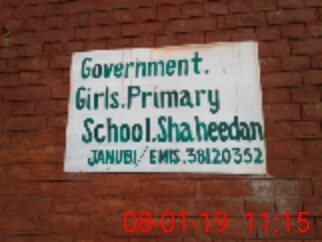 Government.
Girls.Primary
School.Shaheedan
JANUBI. EMIS.38120352
08-01-19 11:15